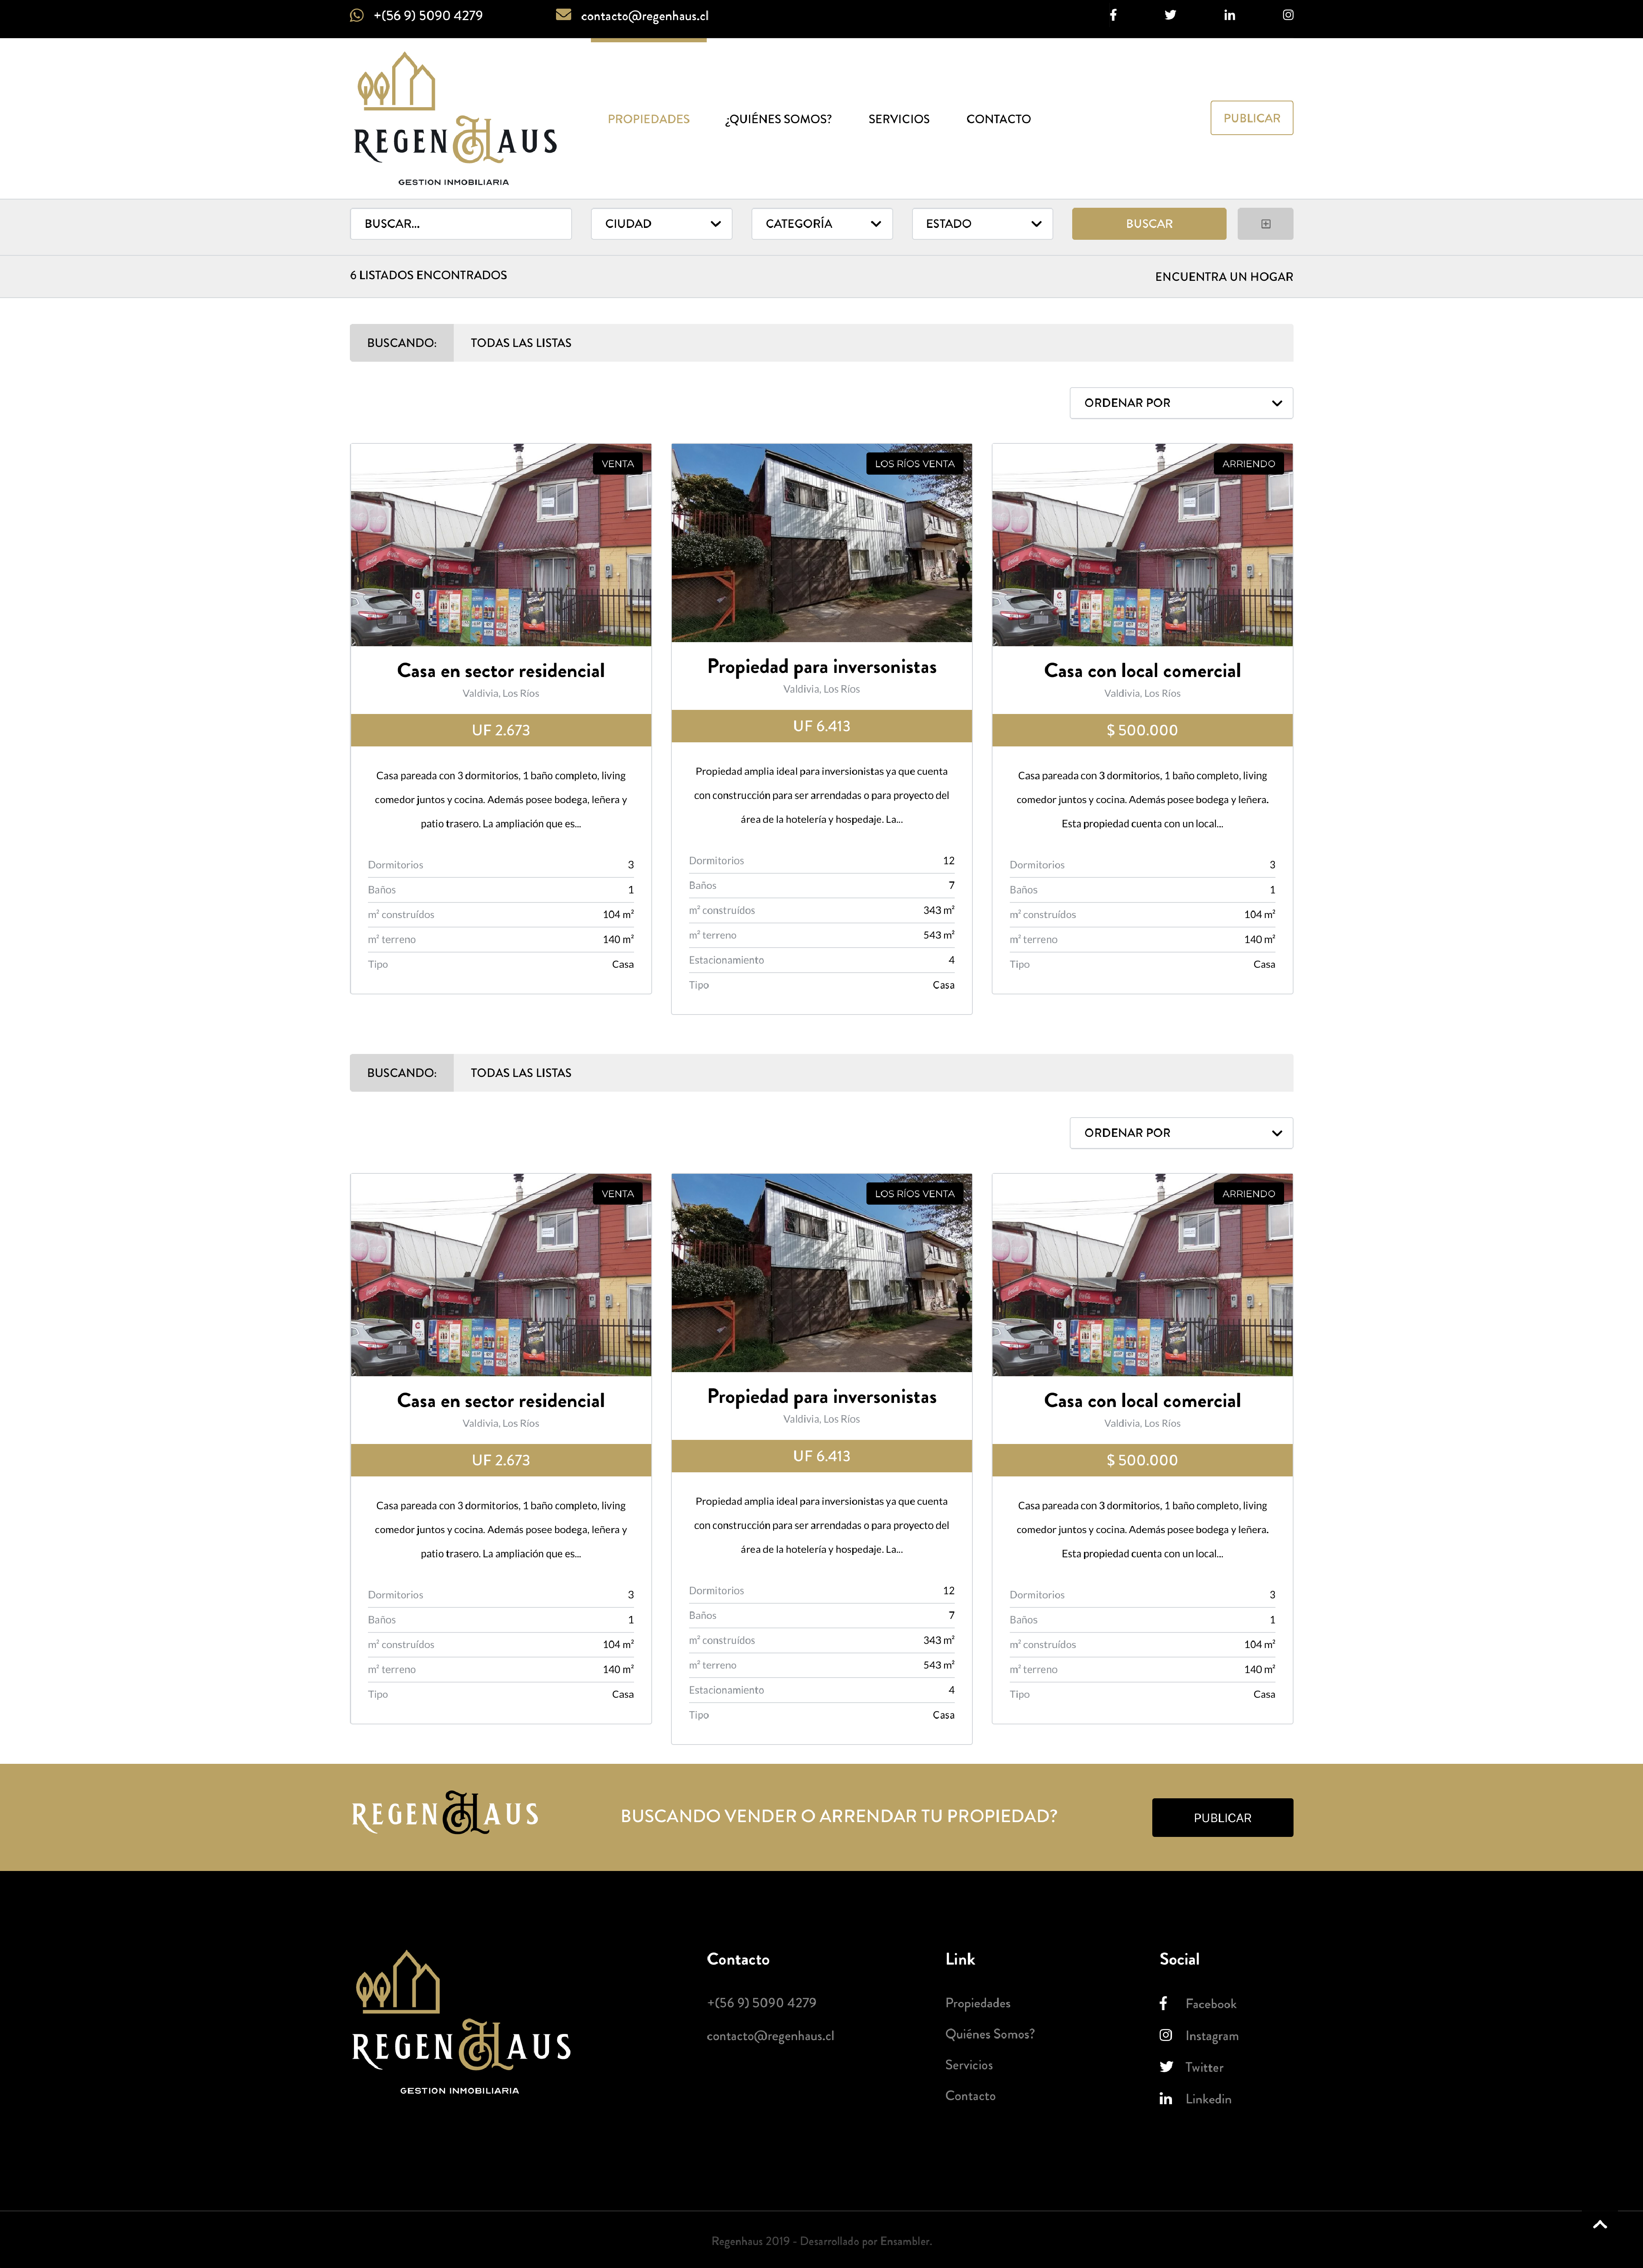 +(56 9) 5090 4279
contacto@regenhaus.cl
REGENHAUS
GESTION INMOBILIARIA
PROPIEDADES
¿QUIÉNES SOMOS?
SERVICIOS
CONTACTO
PUBLICAR
BUSCAR...
CIUDAD
CATEGORÍA
ESTADO
BUSCAR
6 LISTADOS ENCONTRADOS
ENCUENTRA UN HOGAR
BUSCANDO:
TODAS LAS LISTAS
ORDENAR POR
VENTA
Casa en sector residencial
Valdivia, Los Ríos
UF 2.673
Casa pareada con 3 dormitorios, 1 baño completo, living
comedor juntos y cocina. Además posee bodega, leñera y
patio trasero. La ampliación que es...
Dormitorios 3
Baños 1
m² construídos 104 m²
m² terreno 140 m²
Tipo Casa
LOS RÍOS VENTA
Propiedad para inversonistas
Valdivia, Los Ríos
UF 6.413
Propiedad amplia ideal para inversionistas ya que cuenta
con construcción para ser arrendadas o para proyecto del
área de la hotelería y hospedaje. La...
Dormitorios 12
Baños 7
m² construídos 343 m²
m² terreno 543 m²
Estacionamiento 4
Tipo Casa
ARRIENDO
Casa con local comercial
Valdivia, Los Ríos
$ 500.000
Casa pareada con 3 dormitorios, 1 baño completo, living
comedor juntos y cocina. Además posee bodega y leñera.
Esta propiedad cuenta con un local...
Dormitorios 3
Baños 1
m² construídos 104 m²
m² terreno 140 m²
Tipo Casa
BUSCANDO:
TODAS LAS LISTAS
ORDENAR POR
VENTA
Casa en sector residencial
Valdivia, Los Ríos
UF 2.673
Casa pareada con 3 dormitorios, 1 baño completo, living
comedor juntos y cocina. Además posee bodega, leñera y
patio trasero. La ampliación que es...
Dormitorios 3
Baños 1
m² construídos 104 m²
m² terreno 140 m²
Tipo Casa
LOS RÍOS VENTA
Propiedad para inversonistas
Valdivia, Los Ríos
UF 6.413
Propiedad amplia ideal para inversionistas ya que cuenta
con construcción para ser arrendadas o para proyecto del
área de la hotelería y hospedaje. La...
Dormitorios 12
Baños 7
m² construídos 343 m²
m² terreno 543 m²
Estacionamiento 4
Tipo Casa
ARRIENDO
Casa con local comercial
Valdivia, Los Ríos
$ 500.000
Casa pareada con 3 dormitorios, 1 baño completo, living
comedor juntos y cocina. Además posee bodega y leñera.
Esta propiedad cuenta con un local...
Dormitorios 3
Baños 1
m² construídos 104 m²
m² terreno 140 m²
Tipo Casa
REGENHAUS
BUSCANDO VENDER O ARRENDAR TU PROPIEDAD?
PUBLICAR
REGENHAUS
GESTION INMOBILIARIA
Contacto
+(56 9) 5090 4279
contacto@regenhaus.cl
Link
Propiedades
Quiénes Somos?
Servicios
Contacto
Social
Facebook
Instagram
Twitter
Linkedin
Regenhaus 2019 - Desarrollado por Ensambler.